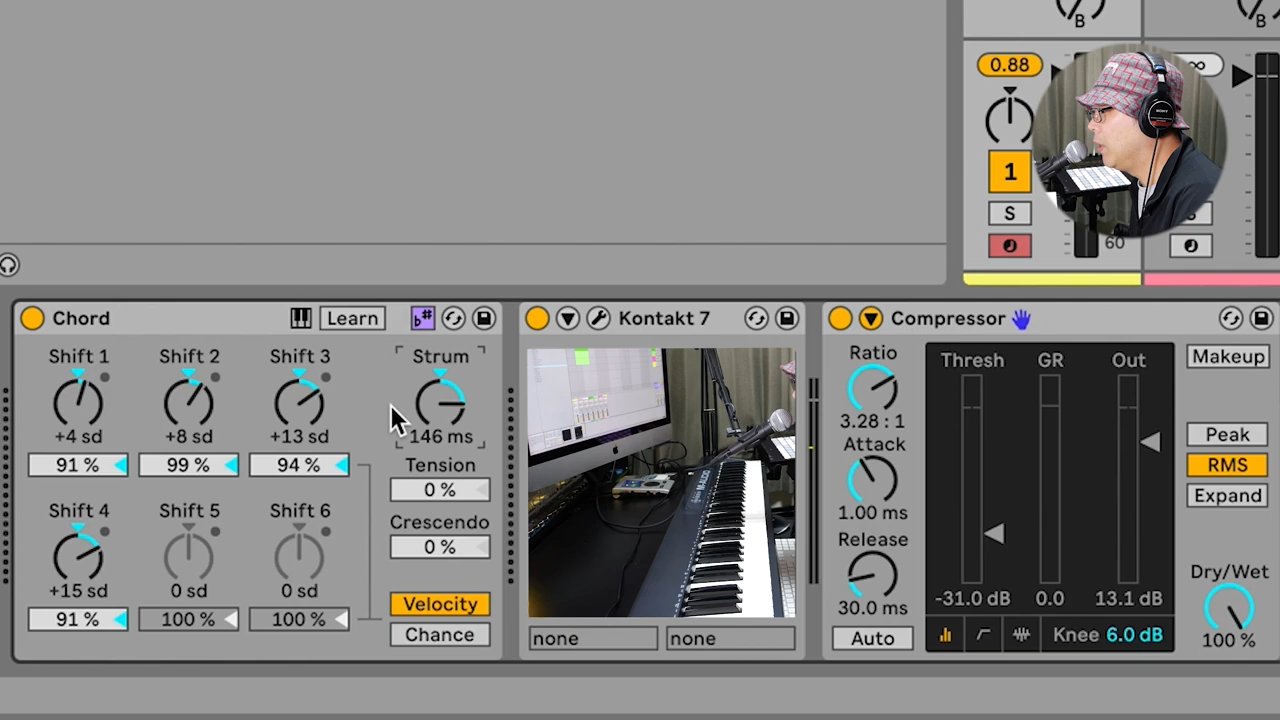 B
B
0.88
∞
1
S
S
60
Chord
Learn
b#
Shift 1
Shift 2
Shift 3
Strum
+4 sd
+8 sd
+13 sd
146 ms
91 %
99 %
94 %
Tension
0 %
Shift 4
Shift 5
Shift 6
Crescendo
0 %
+15 sd
0 sd
0 sd
91 %
100 %
100 %
Velocity
Chance
Kontakt 7
M-AUDIO
none
none
Compressor
Ratio
3.28 : 1
Attack
1.00 ms
Release
30.0 ms
Auto
Thresh
GR
Out
-31.0 dB
0.0
13.1 dB
Knee 6.0 dB
Makeup
Peak
RMS
Expand
Dry/Wet
100 %
SONY